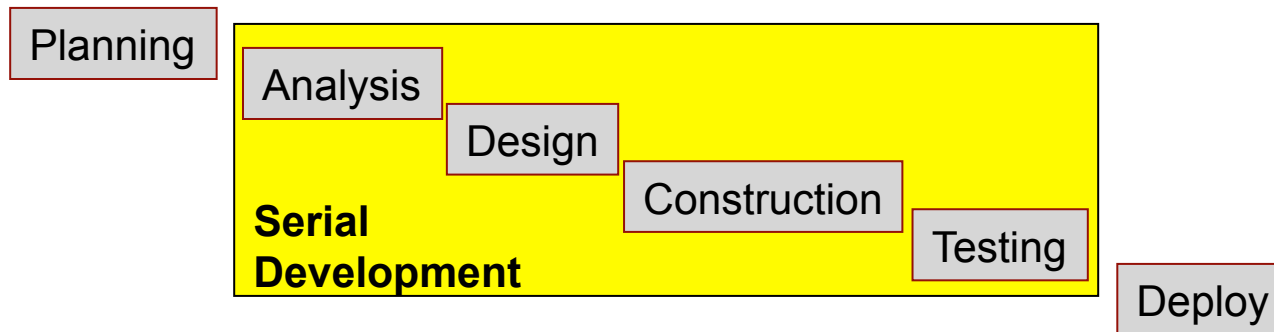 Planning
Analysis
Design
Construction
Serial
Development
Testing
Deploy